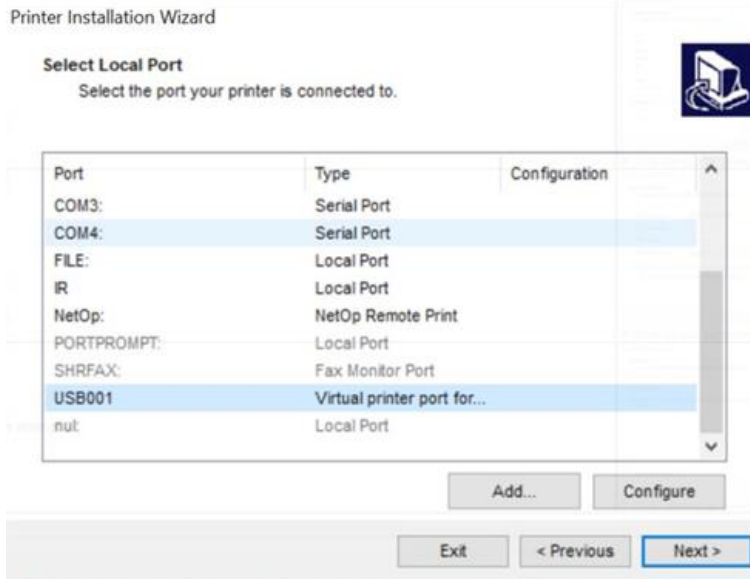 Printer Installation Wizard
Select Local Port
Select the port your printer is connected to.
Port Type Configuration
COM3: Serial Port
COM4: Serial Port
FILE: Local Port
IR Local Port
NetOp: NetOp Remote Print
PORTPROMPT: Local Port
SHRFAX: Fax Monitor Port
USB001 Virtual printer port for...
nul: Local Port
Add... Configure
Exit < Previous Next >